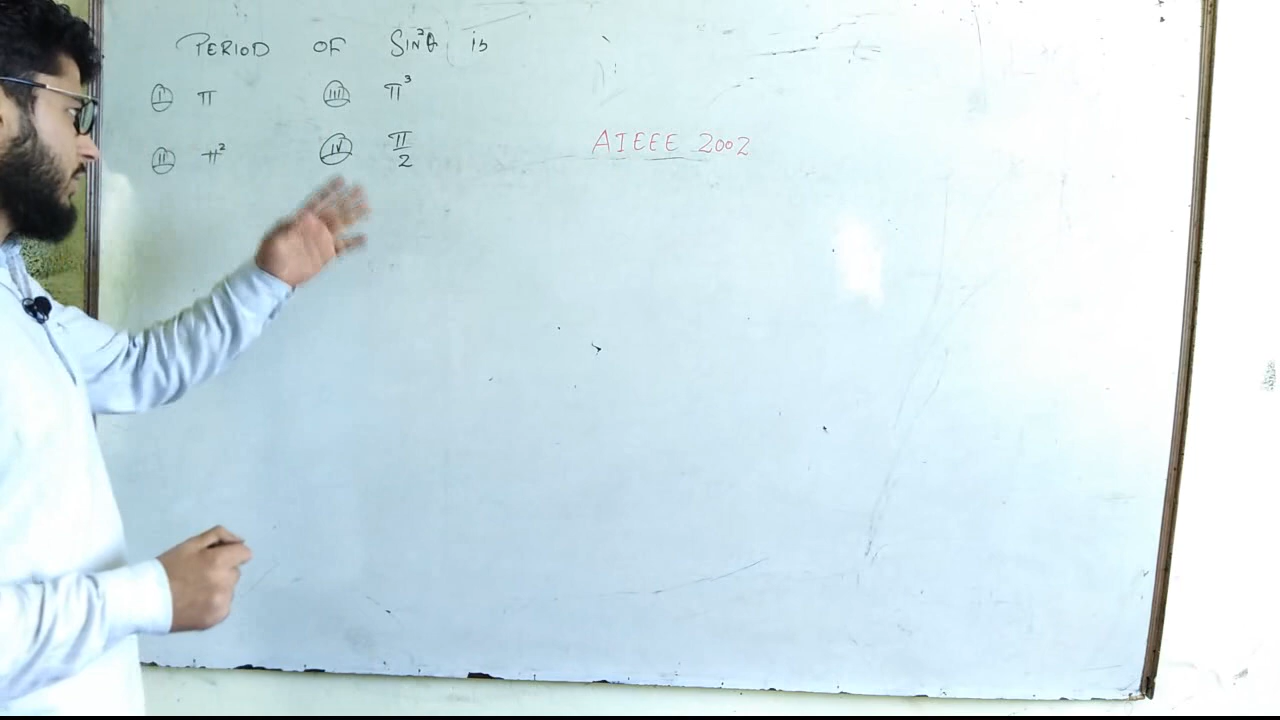 PERIOD OF Sin²θ is
I π III π³
AIEEE 2002
II π² IV π/2